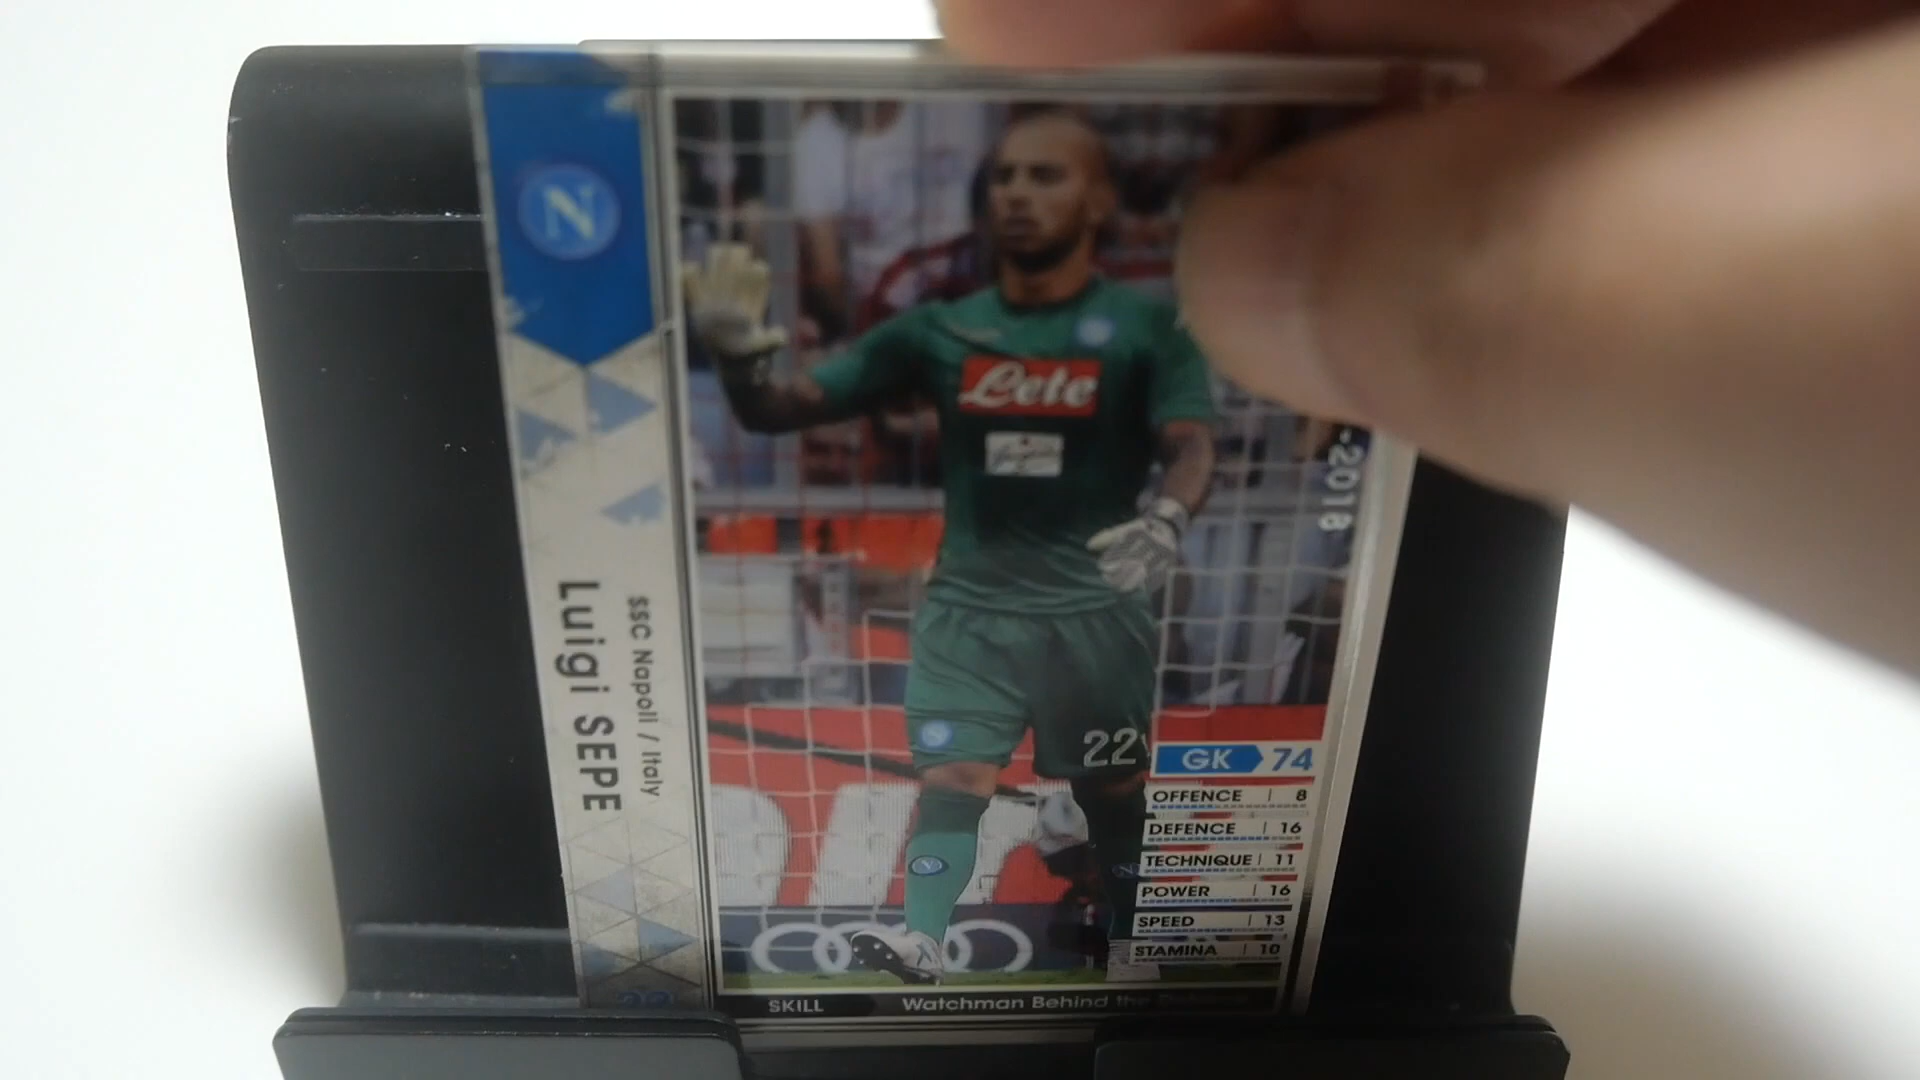 N
Lete
-2018
Luigi SEPE
SSC Napoli / Italy
22
GK 74
OFFENCE 8
DEFENCE 16
TECHNIQUE 11
POWER 16
SPEED 13
STAMINA 10
22
SKILL Watchman Behind the